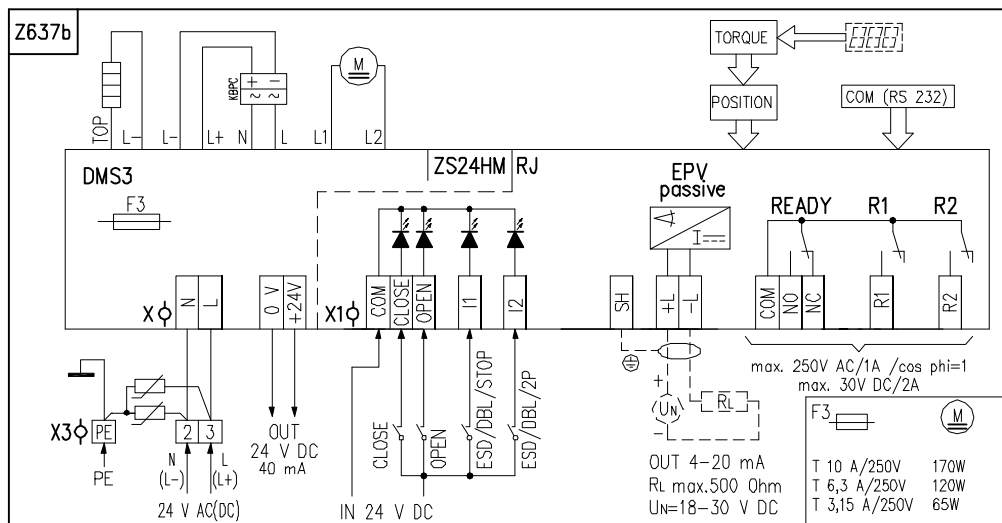 Z637b
TORQUE
POSITION
COM (RS 232)
TOP
L-
L-
L+
N
L
L1
L2
KBPC
+ −
~ ~
M
DMS3
F3
ZS24HM RJ
EPV
passive
I
READY R1 R2
X
N
L
0 V
+24V
X1
COM
CLOSE
OPEN
I1
I2
SH
+L
-L
COM
NO
NC
R1
R2
max. 250V AC/1A /cos phi=1
max. 30V DC/2A
X3
PE
2
3
PE
N
(L-)
L
(L+)
24 V AC(DC)
OUT
24 V DC
40 mA
CLOSE
OPEN
ESD/DBL/STOP
ESD/DBL/2P
IN 24 V DC
+
UN
-
RL
OUT 4-20 mA
RL max.500 Ohm
UN=18-30 V DC
F3
M
T 10 A/250V 170W
T 6,3 A/250V 120W
T 3,15 A/250V 65W